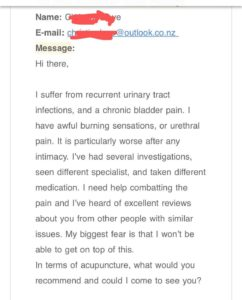 Name:
E-mail: @outlook.co.nz
Message:
Hi there,
I suffer from recurrent urinary tract
infections, and a chronic bladder pain. I
have awful burning sensations, or urethral
pain. It is particularly worse after any
intimacy. I've had several investigations,
seen different specialist, and taken different
medication. I need help combatting the
pain and I've heard of excellent reviews
about you from other people with similar
issues. My biggest fear is that I won't be
able to get on top of this.
In terms of acupuncture, what would you
recommend and could I come to see you?